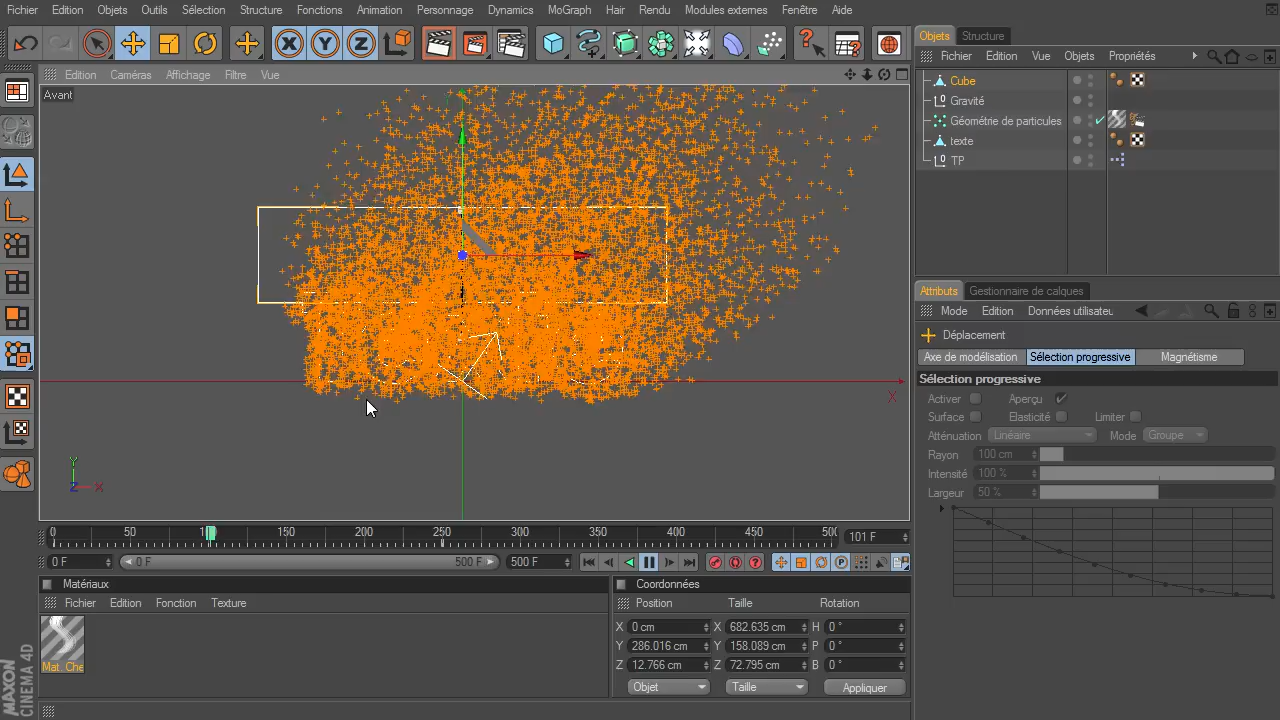 Fichier Edition Objets Outils Sélection Structure Fonctions Animation Personnage Dynamics MoGraph Hair Rendu Modules externes Fenêtre Aide
X Y Z
Objets Structure
Fichier Edition Vue Objets Propriétés
Edition Caméras Affichage Filtre Vue
Avant
Cube
Gravité
Géométrie de particules
texte
TP
Attributs Gestionnaire de calques
Mode Edition Données utilisateu
Déplacement
Axe de modélisation Sélection progressive Magnétisme
Sélection progressive
Activer Aperçu
Surface Elasticité Limiter
Atténuation Linéaire Mode Groupe
Rayon 100 cm
Intensité 100 %
Largeur 50 %
X
Y
Z X
0 50 10 150 200 250 300 350 400 450 500 101 F
0 F 0 F 500 F 500 F
Matériaux
Fichier Edition Fonction Texture
Mat. Che
Coordonnées
Position Taille Rotation
X 0 cm X 682.635 cm H 0 °
Y 286.016 cm Y 158.089 cm P 0 °
Z 12.766 cm Z 72.795 cm B 0 °
Objet Taille Appliquer
MAXON
CINEMA 4D